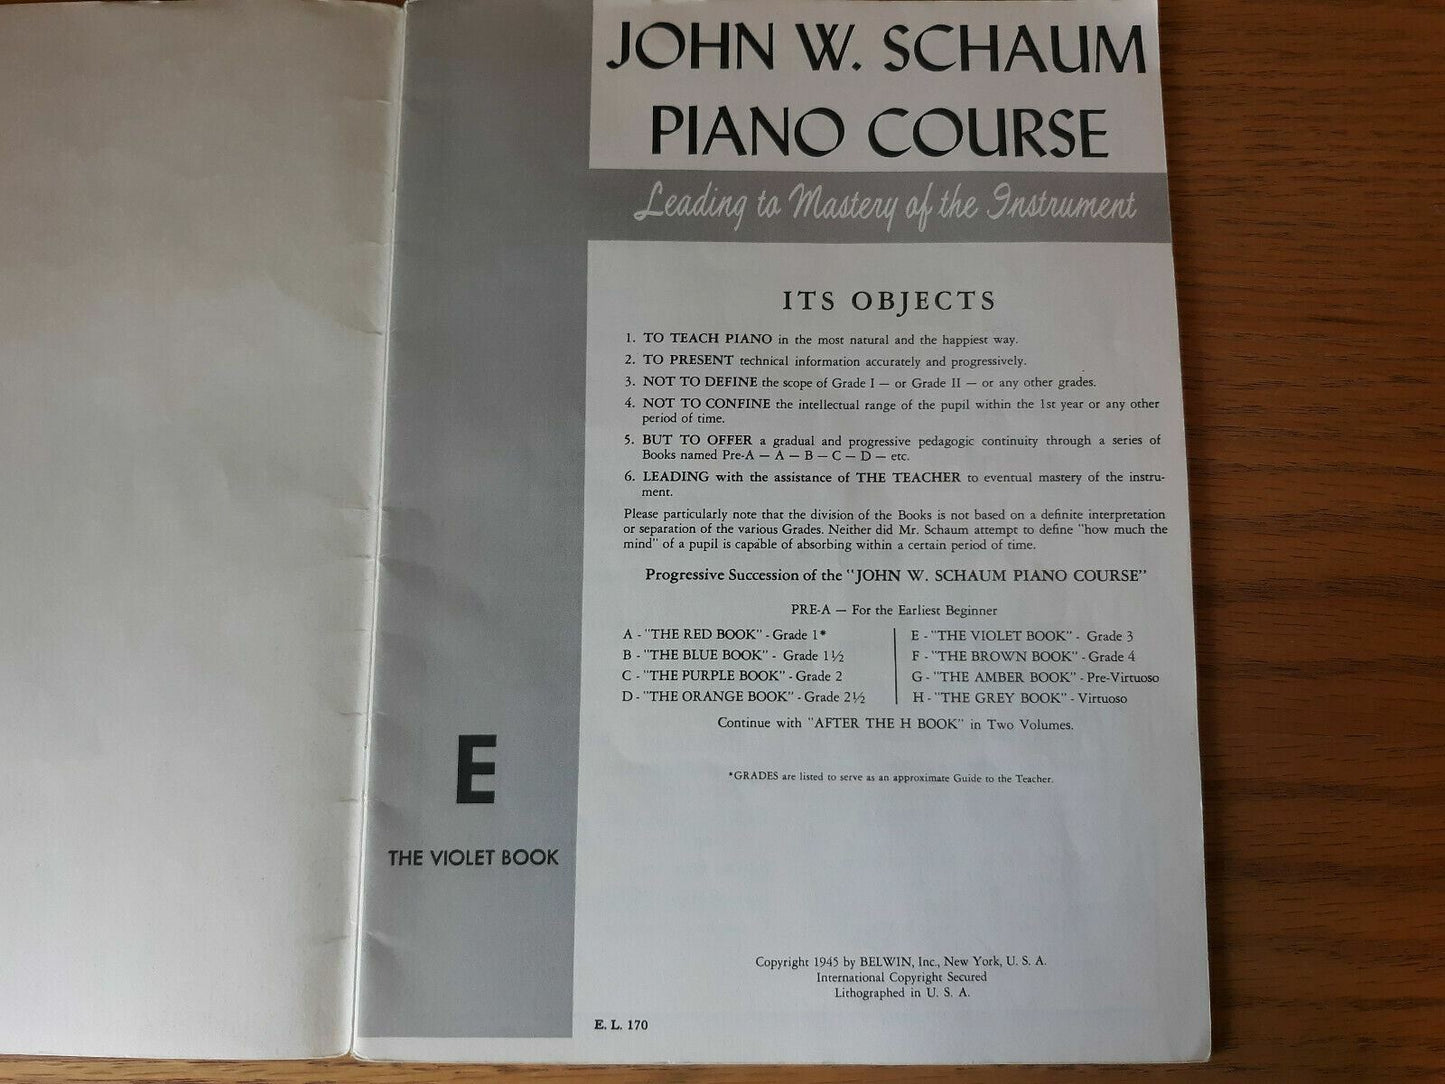 JOHN W. SCHAUM
PIANO COURSE
Leading to Mastery of the Instrument
ITS OBJECTS
1. TO TEACH PIANO in the most natural and the happiest way.
2. TO PRESENT technical information accurately and progressively.
3. NOT TO DEFINE the scope of Grade I — or Grade II — or any other grades.
4. NOT TO CONFINE the intellectual range of the pupil within the 1st year or any other
period of time.
5. BUT TO OFFER a gradual and progressive pedagogic continuity through a series of
Books named Pre-A — A — B — C — D — etc.
6. LEADING with the assistance of THE TEACHER to eventual mastery of the instru-
ment.
Please particularly note that the division of the Books is not based on a definite interpretation
or separation of the various Grades. Neither did Mr. Schaum attempt to define "how much the
mind" of a pupil is capable of absorbing within a certain period of time.
Progressive Succession of the "JOHN W. SCHAUM PIANO COURSE"
PRE-A — For the Earliest Beginner
A - "THE RED BOOK" - Grade 1*
B - "THE BLUE BOOK" - Grade 1½
C - "THE PURPLE BOOK" - Grade 2
D - "THE ORANGE BOOK" - Grade 2½
E - "THE VIOLET BOOK" - Grade 3
F - "THE BROWN BOOK" - Grade 4
G - "THE AMBER BOOK" - Pre-Virtuoso
H - "THE GREY BOOK" - Virtuoso
Continue with "AFTER THE H BOOK" in Two Volumes.
*GRADES are listed to serve as an approximate Guide to the Teacher.
E
THE VIOLET BOOK
Copyright 1945 by BELWIN, Inc., New York, U. S. A.
International Copyright Secured
Lithographed in U. S. A.
E. L. 170